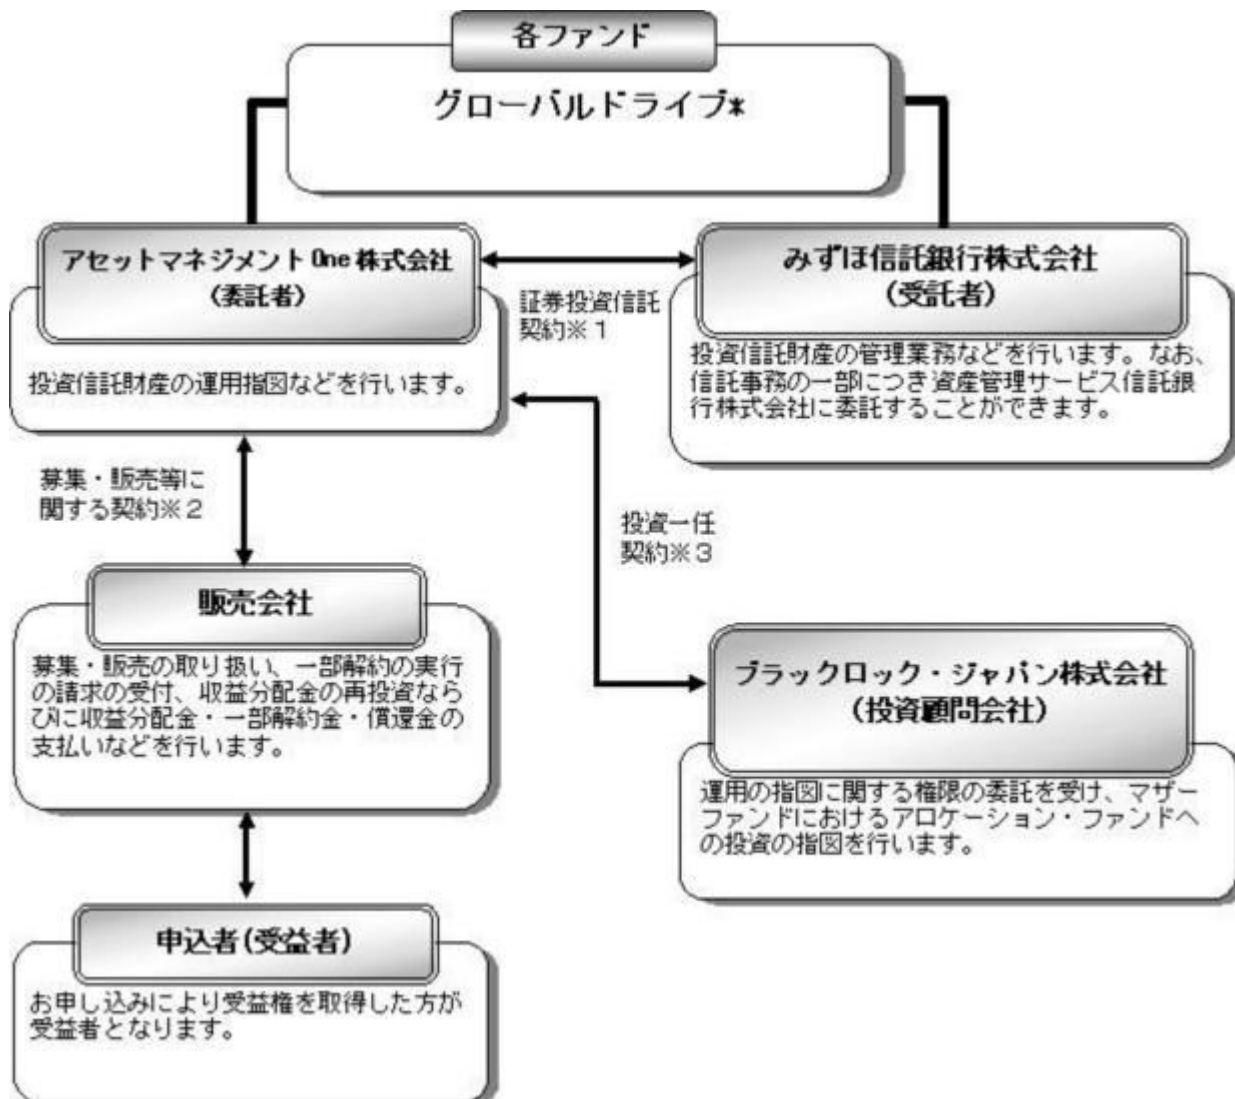 各ファンド
グローバルドライブ*
アセットマネジメントOne株式会社
(委託者)
投資信託財産の運用指図などを行います。
証券投資信託
契約※1
みずほ信託銀行株式会社
(受託者)
投資信託財産の管理業務などを行います。なお、
信託事務の一部につき資産管理サービス信託銀
行株式会社に委託することができます。
募集・販売等に
関する契約※2
投資一任
契約※3
販売会社
募集・販売の取り扱い、一部解約の実行
の請求の受付、収益分配金の再投資なら
びに収益分配金・一部解約金・償還金の
支払いなどを行います。
ブラックロック・ジャパン株式会社
(投資顧問会社)
運用の指図に関する権限の委託を受け、マザー
ファンドにおけるアロケーション・ファンドへ
の投資の指図を行います。
申込者(受益者)
お申し込みにより受益権を取得した方が
受益者となります。